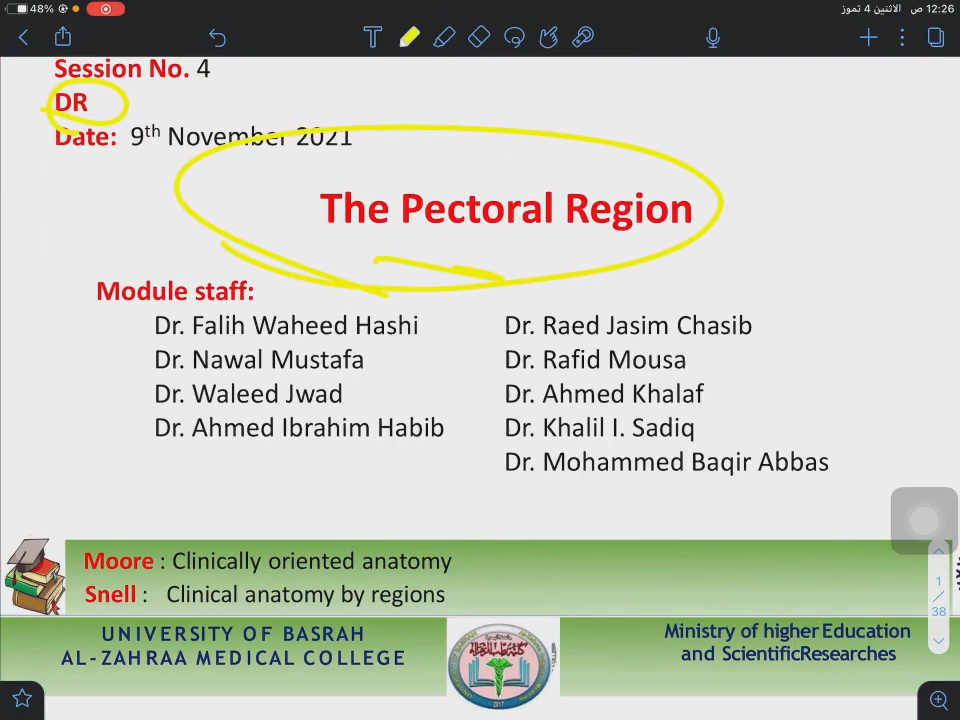 48%
12:26 ص الاثنين 4 تموز
Session No. 4
DR
Date: 9th November 2021
The Pectoral Region
Module staff:
Dr. Falih Waheed Hashi
Dr. Nawal Mustafa
Dr. Waleed Jwad
Dr. Ahmed Ibrahim Habib
Dr. Raed Jasim Chasib
Dr. Rafid Mousa
Dr. Ahmed Khalaf
Dr. Khalil I. Sadiq
Dr. Mohammed Baqir Abbas
Moore : Clinically oriented anatomy
Snell : Clinical anatomy by regions
UNIVERSITY OF BASRAH
AL-ZAHRAA MEDICAL COLLEGE
2017
Ministry of higher Education
and ScientificResearches
1
/
38